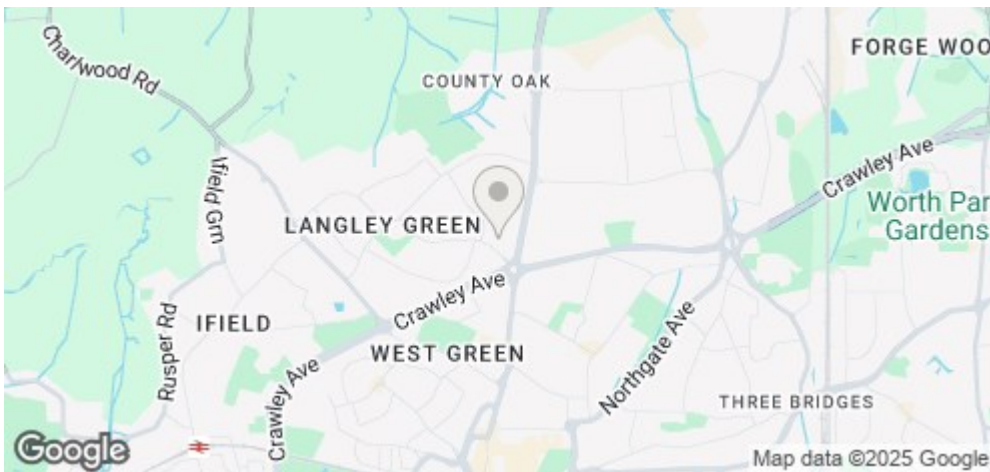 Charlwood Rd
FORGE WOO
COUNTY OAK
Crawley Ave
Ifield Grn
Worth Par
Gardens
LANGLEY GREEN
Crawley Ave
Rusper Rd
IFIELD
WEST GREEN
Northgate Ave
Crawley Ave
THREE BRIDGES
Google
Map data ©2025 Google